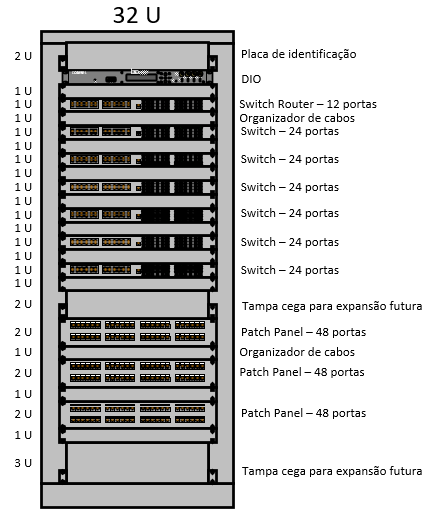 32 U
2 U Placa de identificação
DIO
1 U
1 U Switch Router – 12 portas
1 U Organizador de cabos
1 U Switch – 24 portas
1 U
1 U Switch – 24 portas
1 U
1 U Switch – 24 portas
1 U
1 U Switch – 24 portas
1 U
1 U Switch – 24 portas
1 U
1 U Switch – 24 portas
1 U
2 U Tampa cega para expansão futura
2 U Patch Panel – 48 portas
1 U Organizador de cabos
2 U Patch Panel – 48 portas
1 U
2 U Patch Panel – 48 portas
1 U
3 U Tampa cega para expansão futura